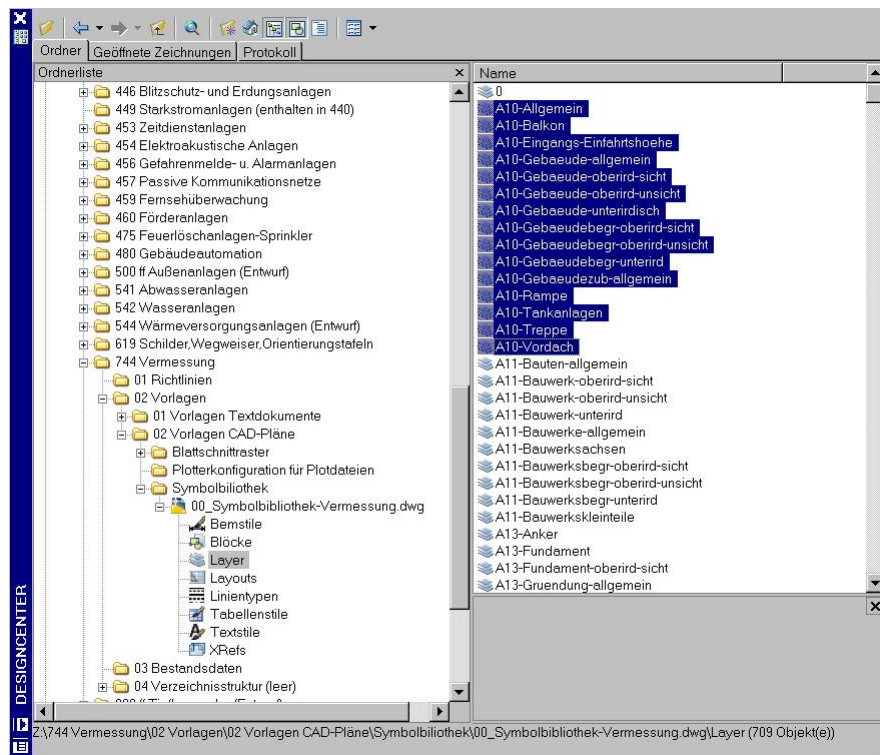 Ordner Geöffnete Zeichnungen Protokoll
Ordnerliste
446 Blitzschutz- und Erdungsanlagen
449 Starkstromanlagen (enthalten in 440)
453 Zeitdienstanlagen
454 Elektroakustische Anlagen
456 Gefahrenmelde- u. Alarmanlagen
457 Passive Kommunikationsnetze
459 Fernsehüberwachung
460 Förderanlagen
475 Feuerlöschanlagen-Sprinkler
480 Gebäudeautomation
500 ff Außenanlagen (Entwurf)
541 Abwasseranlagen
542 Wasseranlagen
544 Wärmeversorgungsanlagen (Entwurf)
619 Schilder,Wegweiser,Orientierungstafeln
744 Vermessung
01 Richtlinien
02 Vorlagen
01 Vorlagen Textdokumente
02 Vorlagen CAD-Pläne
Blattschnittraster
Plotterkonfiguration für Plotdateien
Symbolbiliothek
00_Symbolbibliothek-Vermessung.dwg
Bemstile
Blöcke
Layer
Layouts
Linientypen
Tabellenstile
Textstile
XRefs
03 Bestandsdaten
04 Verzeichnisstruktur (leer)
Name
0
A10-Allgemein
A10-Balkon
A10-Eingangs-Einfahrtshoehe
A10-Gebaeude-allgemein
A10-Gebaeude-oberird-sicht
A10-Gebaeude-oberird-unsicht
A10-Gebaeude-unterirdisch
A10-Gebaeudebegr-oberird-sicht
A10-Gebaeudebegr-oberird-unsicht
A10-Gebaeudebegr-unterird
A10-Gebaeudezub-allgemein
A10-Rampe
A10-Tankanlagen
A10-Treppe
A10-Vordach
A11-Bauten-allgemein
A11-Bauwerk-oberird-sicht
A11-Bauwerk-oberird-unsicht
A11-Bauwerk-unterird
A11-Bauwerke-allgemein
A11-Bauwerksachsen
A11-Bauwerksbegr-oberird-sicht
A11-Bauwerksbegr-oberird-unsicht
A11-Bauwerksbegr-unterird
A11-Bauwerkskleinteile
A13-Anker
A13-Fundament
A13-Fundament-oberird-sicht
A13-Gruendung-allgemein
DESIGNCENTER
Z:\744 Vermessung\02 Vorlagen\02 Vorlagen CAD-Pläne\Symbolbiliothek\00_Symbolbibliothek-Vermessung.dwg\Layer (709 Objekt(e))